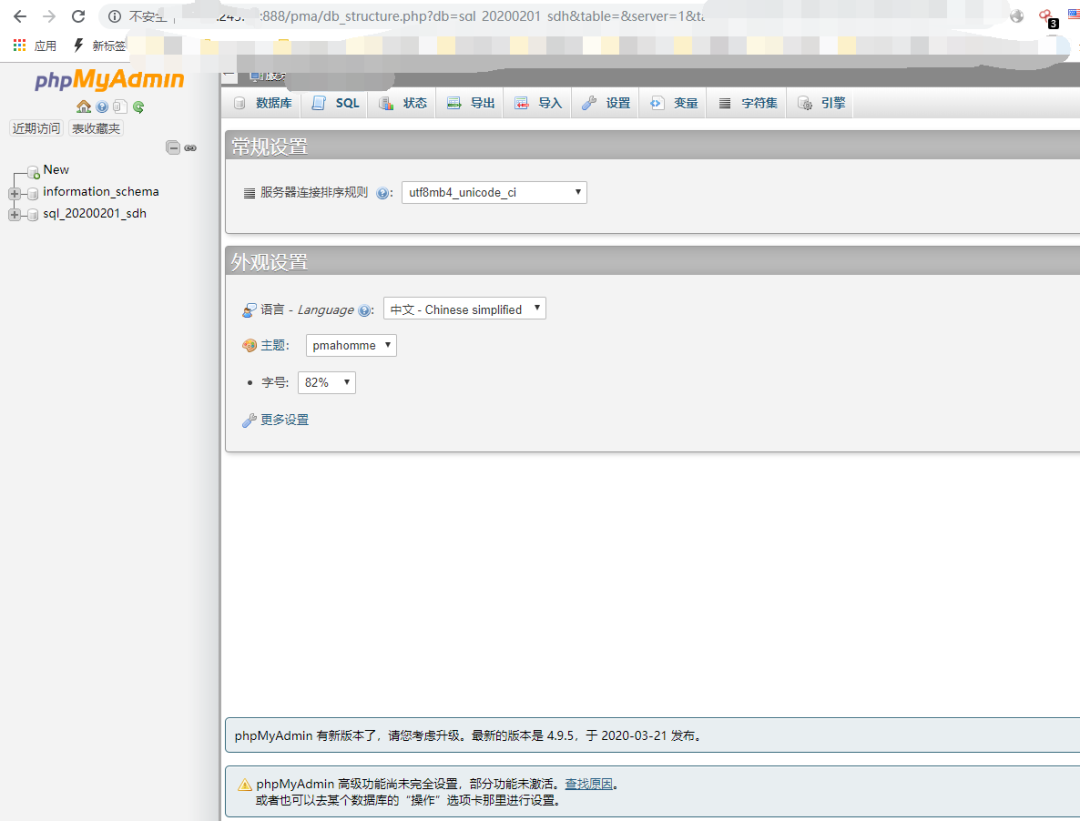 不安全
:888/pma/db_structure.php?db=sql_20200201_sdh&table=&server=1&ta
3
应用
新标签
phpMyAdmin
近期访问 表收藏夹
New
information_schema
sql_20200201_sdh
数据库 SQL 状态 导出 导入 设置 变量 字符集 引擎
常规设置
服务器连接排序规则 : utf8mb4_unicode_ci
外观设置
语言 - Language : 中文 - Chinese simplified
主题: pmahomme
字号: 82%
更多设置
phpMyAdmin 有新版本了，请您考虑升级。最新的版本是 4.9.5，于 2020-03-21 发布。
phpMyAdmin 高级功能尚未完全设置，部分功能未激活。查找原因。
或者也可以去某个数据库的“操作”选项卡那里进行设置。